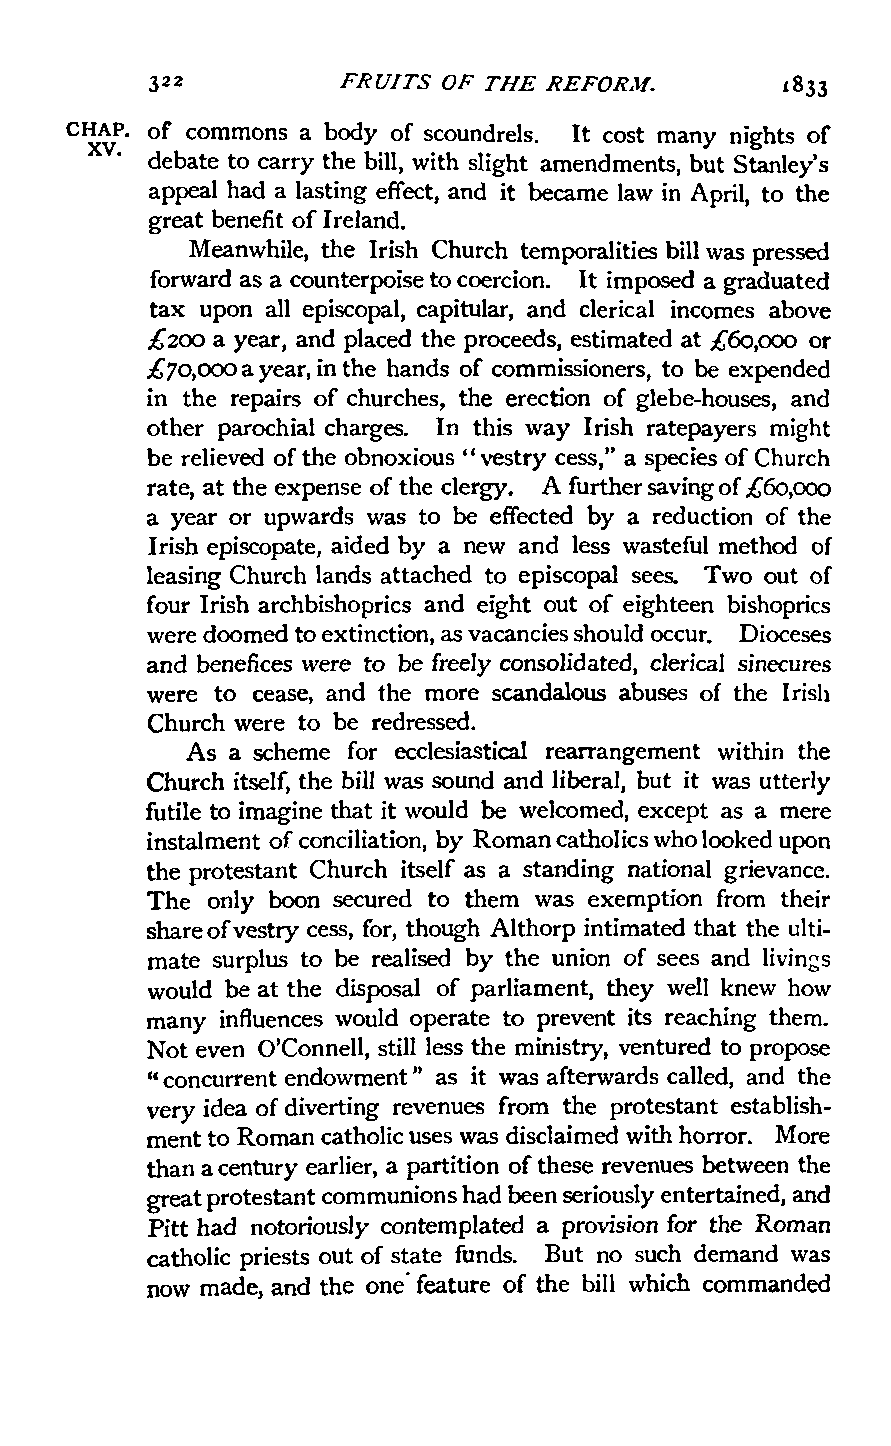 322 FRUITS OF THE REFORM. 1833
CHAP. XV.
of commons a body of scoundrels. It cost many nights of
debate to carry the bill, with slight amendments, but Stanley's
appeal had a lasting effect, and it became law in April, to the
great benefit of Ireland.
Meanwhile, the Irish Church temporalities bill was pressed
forward as a counterpoise to coercion. It imposed a graduated
tax upon all episcopal, capitular, and clerical incomes above
£200 a year, and placed the proceeds, estimated at £60,000 or
£70,000 a year, in the hands of commissioners, to be expended
in the repairs of churches, the erection of glebe-houses, and
other parochial charges. In this way Irish ratepayers might
be relieved of the obnoxious "vestry cess," a species of Church
rate, at the expense of the clergy. A further saving of £60,000
a year or upwards was to be effected by a reduction of the
Irish episcopate, aided by a new and less wasteful method of
leasing Church lands attached to episcopal sees. Two out of
four Irish archbishoprics and eight out of eighteen bishoprics
were doomed to extinction, as vacancies should occur. Dioceses
and benefices were to be freely consolidated, clerical sinecures
were to cease, and the more scandalous abuses of the Irish
Church were to be redressed.
As a scheme for ecclesiastical rearrangement within the
Church itself, the bill was sound and liberal, but it was utterly
futile to imagine that it would be welcomed, except as a mere
instalment of conciliation, by Roman catholics who looked upon
the protestant Church itself as a standing national grievance.
The only boon secured to them was exemption from their
share of vestry cess, for, though Althorp intimated that the ulti-
mate surplus to be realised by the union of sees and livings
would be at the disposal of parliament, they well knew how
many influences would operate to prevent its reaching them.
Not even O'Connell, still less the ministry, ventured to propose
"concurrent endowment" as it was afterwards called, and the
very idea of diverting revenues from the protestant establish-
ment to Roman catholic uses was disclaimed with horror. More
than a century earlier, a partition of these revenues between the
great protestant communions had been seriously entertained, and
Pitt had notoriously contemplated a provision for the Roman
catholic priests out of state funds. But no such demand was
now made, and the one feature of the bill which commanded